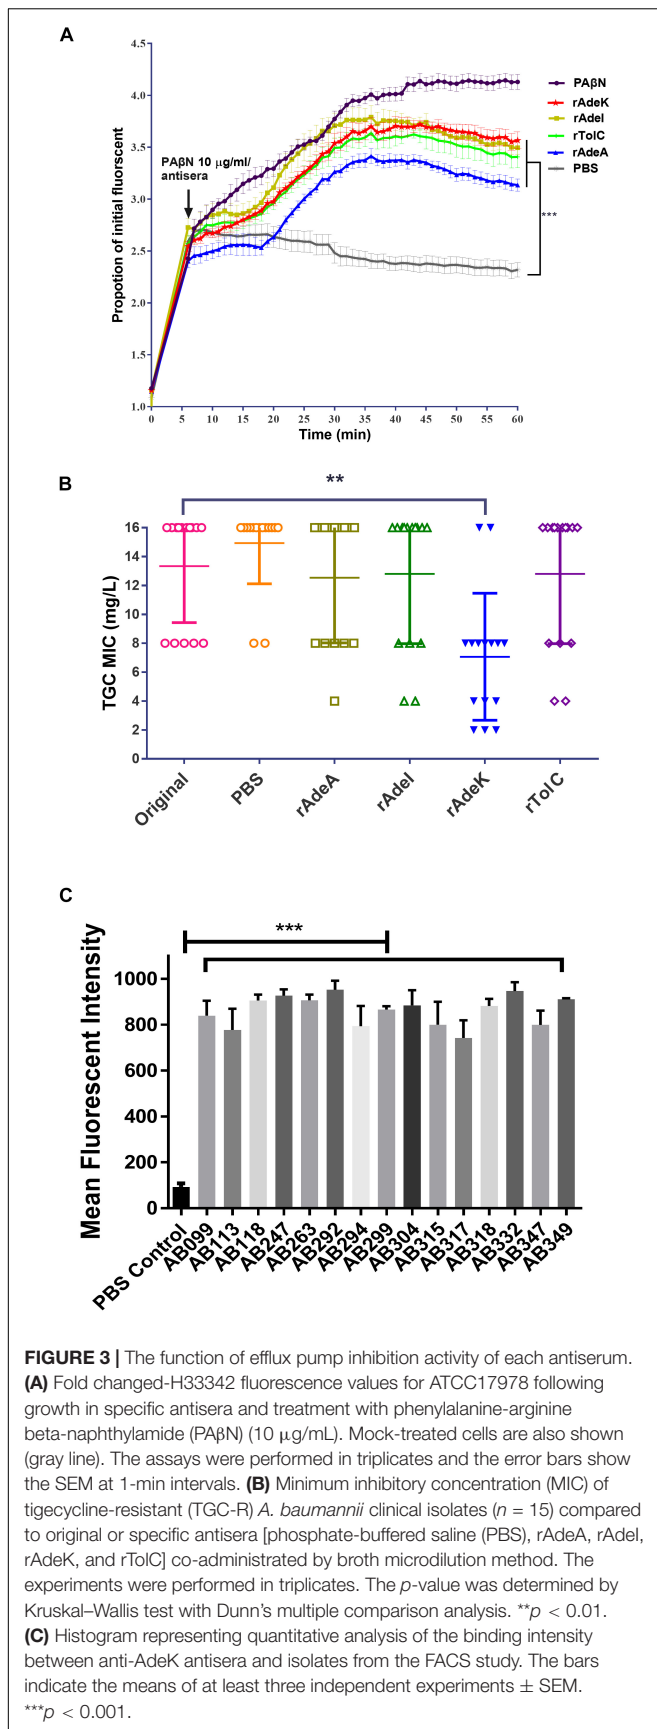 A
4.5
4.0
3.5
3.0
2.5
2.0
1.5
1.0
Propotion of initial fluorescent
PAβN 10 µg/ml/
antisera
PAβN
rAdeK
rAdeI
rTolC
rAdeA
PBS
***
0 5 10 15 20 25 30 35 40 45 50 55 60
Time (min)
B
**
16
14
12
10
8
6
4
2
0
TGC MIC (mg/L)
Original PBS rAdeA rAdeI rAdeK rTolC
C
***
1000
800
600
400
200
0
Mean Fluorescent Intensity
PBS Control AB099 AB113 AB118 AB247 AB263 AB292 AB294 AB299 AB304 AB315 AB317 AB318 AB332 AB347 AB349
FIGURE 3 | The function of efflux pump inhibition activity of each antiserum.
(A) Fold changed-H33342 fluorescence values for ATCC17978 following
growth in specific antisera and treatment with phenylalanine-arginine
beta-naphthylamide (PAβN) (10 µg/mL). Mock-treated cells are also shown
(gray line). The assays were performed in triplicates and the error bars show
the SEM at 1-min intervals. (B) Minimum inhibitory concentration (MIC) of
tigecycline-resistant (TGC-R) A. baumannii clinical isolates (n = 15) compared
to original or specific antisera [phosphate-buffered saline (PBS), rAdeA, rAdeI,
rAdeK, and rTolC] co-administrated by broth microdilution method. The
experiments were performed in triplicates. The p-value was determined by
Kruskal–Wallis test with Dunn's multiple comparison analysis. **p < 0.01.
(C) Histogram representing quantitative analysis of the binding intensity
between anti-AdeK antisera and isolates from the FACS study. The bars
indicate the means of at least three independent experiments ± SEM.
***p < 0.001.